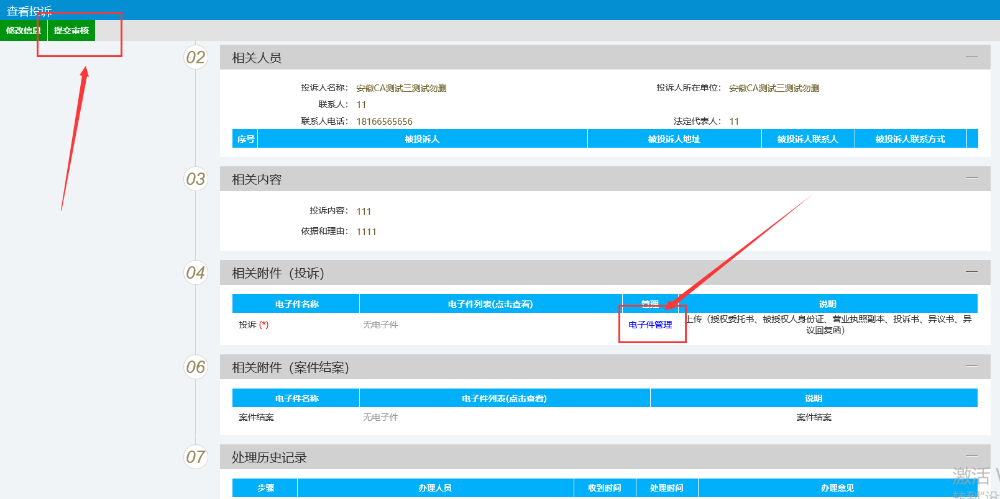 查看投诉
修改信息 提交审核
02 相关人员
投诉人名称： 安徽CA测试三测试勿删 投诉人所在单位： 安徽CA测试三测试勿删
联系人： 11
联系人电话： 18166565656 法定代表人： 11
序号 被投诉人 被投诉人地址 被投诉人联系人 被投诉人联系方式
03 相关内容
投诉内容： 111
依据和理由： 1111
04 相关附件（投诉）
电子件名称 电子件列表(点击查看) 管理 说明
投诉 (*) 无电子件 电子件管理 上传（授权委托书、被授权人身份证、营业执照副本、投诉书、异议书、异
议回复函）
06 相关附件（案件结案）
电子件名称 电子件列表(点击查看) 说明
案件结案 无电子件 案件结案
07 处理历史记录
激活
步骤 办理人员 收到时间 处理时间 办理意见
转到"设